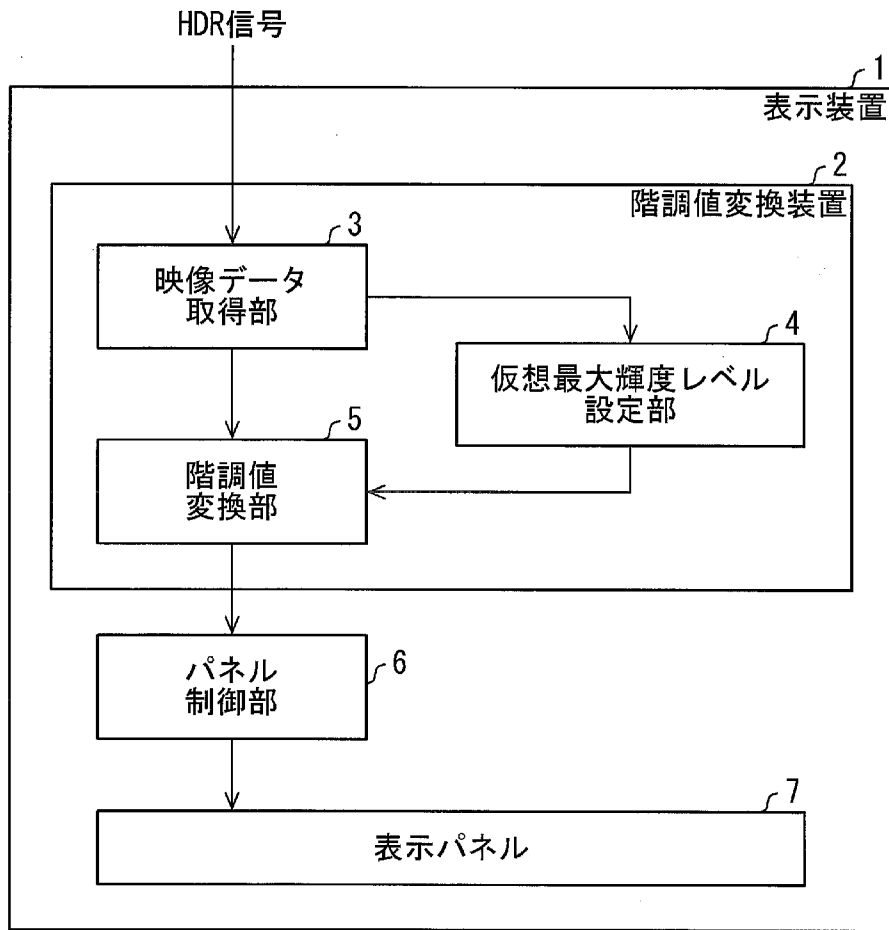 HDR信号
1
表示装置
2
階調値変換装置
3
映像データ
取得部
4
仮想最大輝度レベル
設定部
5
階調値
変換部
6
パネル
制御部
7
表示パネル